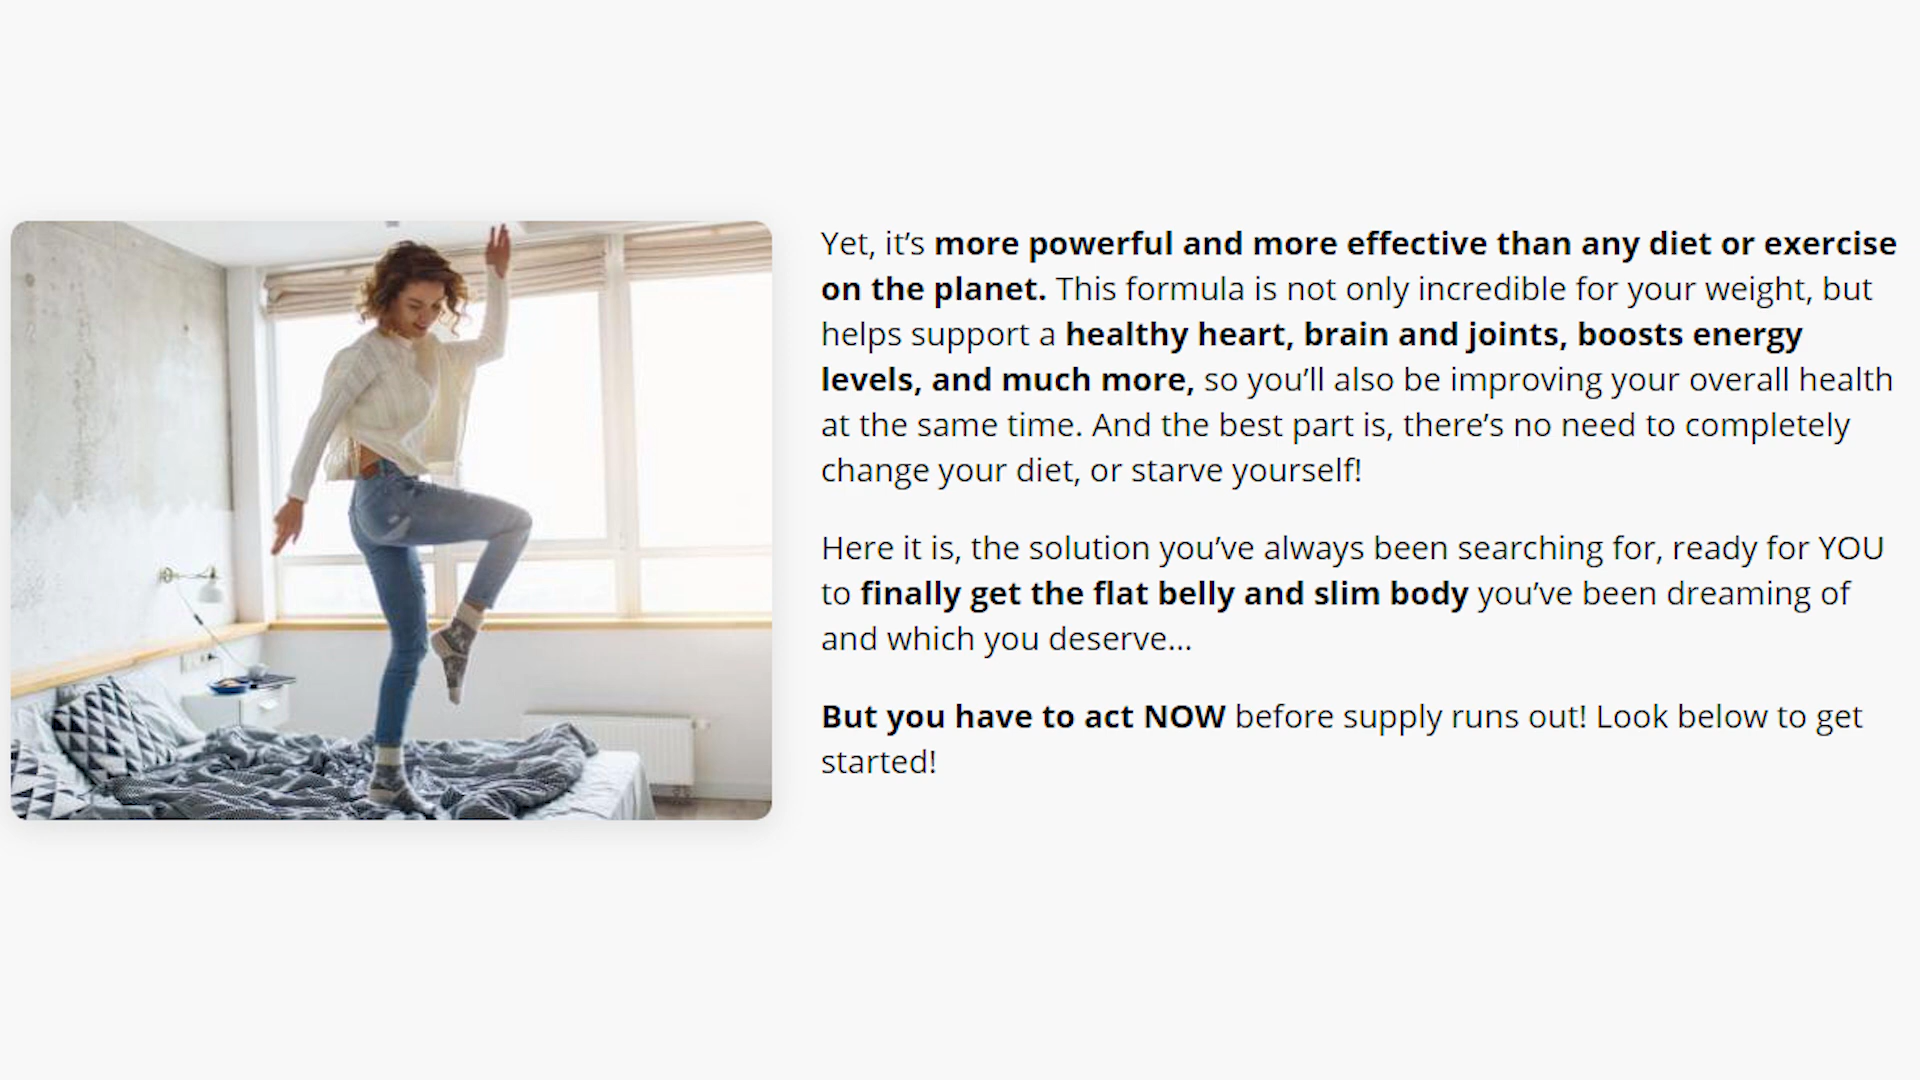 Yet, it’s more powerful and more effective than any diet or exercise
on the planet. This formula is not only incredible for your weight, but
helps support a healthy heart, brain and joints, boosts energy
levels, and much more, so you’ll also be improving your overall health
at the same time. And the best part is, there’s no need to completely
change your diet, or starve yourself!
Here it is, the solution you’ve always been searching for, ready for YOU
to finally get the flat belly and slim body you’ve been dreaming of
and which you deserve...
But you have to act NOW before supply runs out! Look below to get
started!